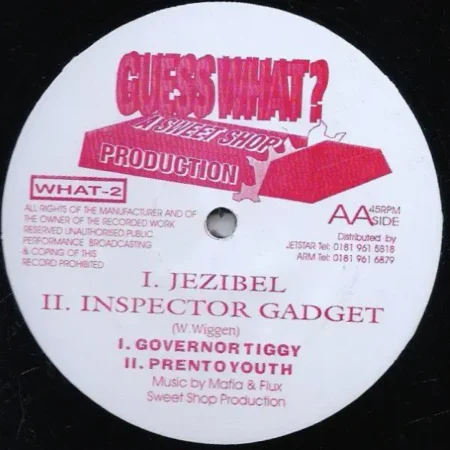 GUESS WHAT?
A SWEET SHOP
PRODUCTION
WHAT-2
ALL RIGHTS OF THE MANUFACTURER AND OF
THE OWNER OF THE RECORDED WORK
RESERVED UNAUTHORISED PUBLIC
PERFORMANCE BROADCASTING
& COPING OF THIS
RECORD PROHIBITED
AA 45RPM
SIDE
Distributed by
JETSTAR Tel: 0181 961 5818
ARM Tel: 0181 961 6879
I. JEZIBEL
II. INSPECTOR GADGET
(W.Wiggen)
I. GOVERNOR TIGGY
II. PRENTO YOUTH
Music by Mafia & Flux
Sweet Shop Production